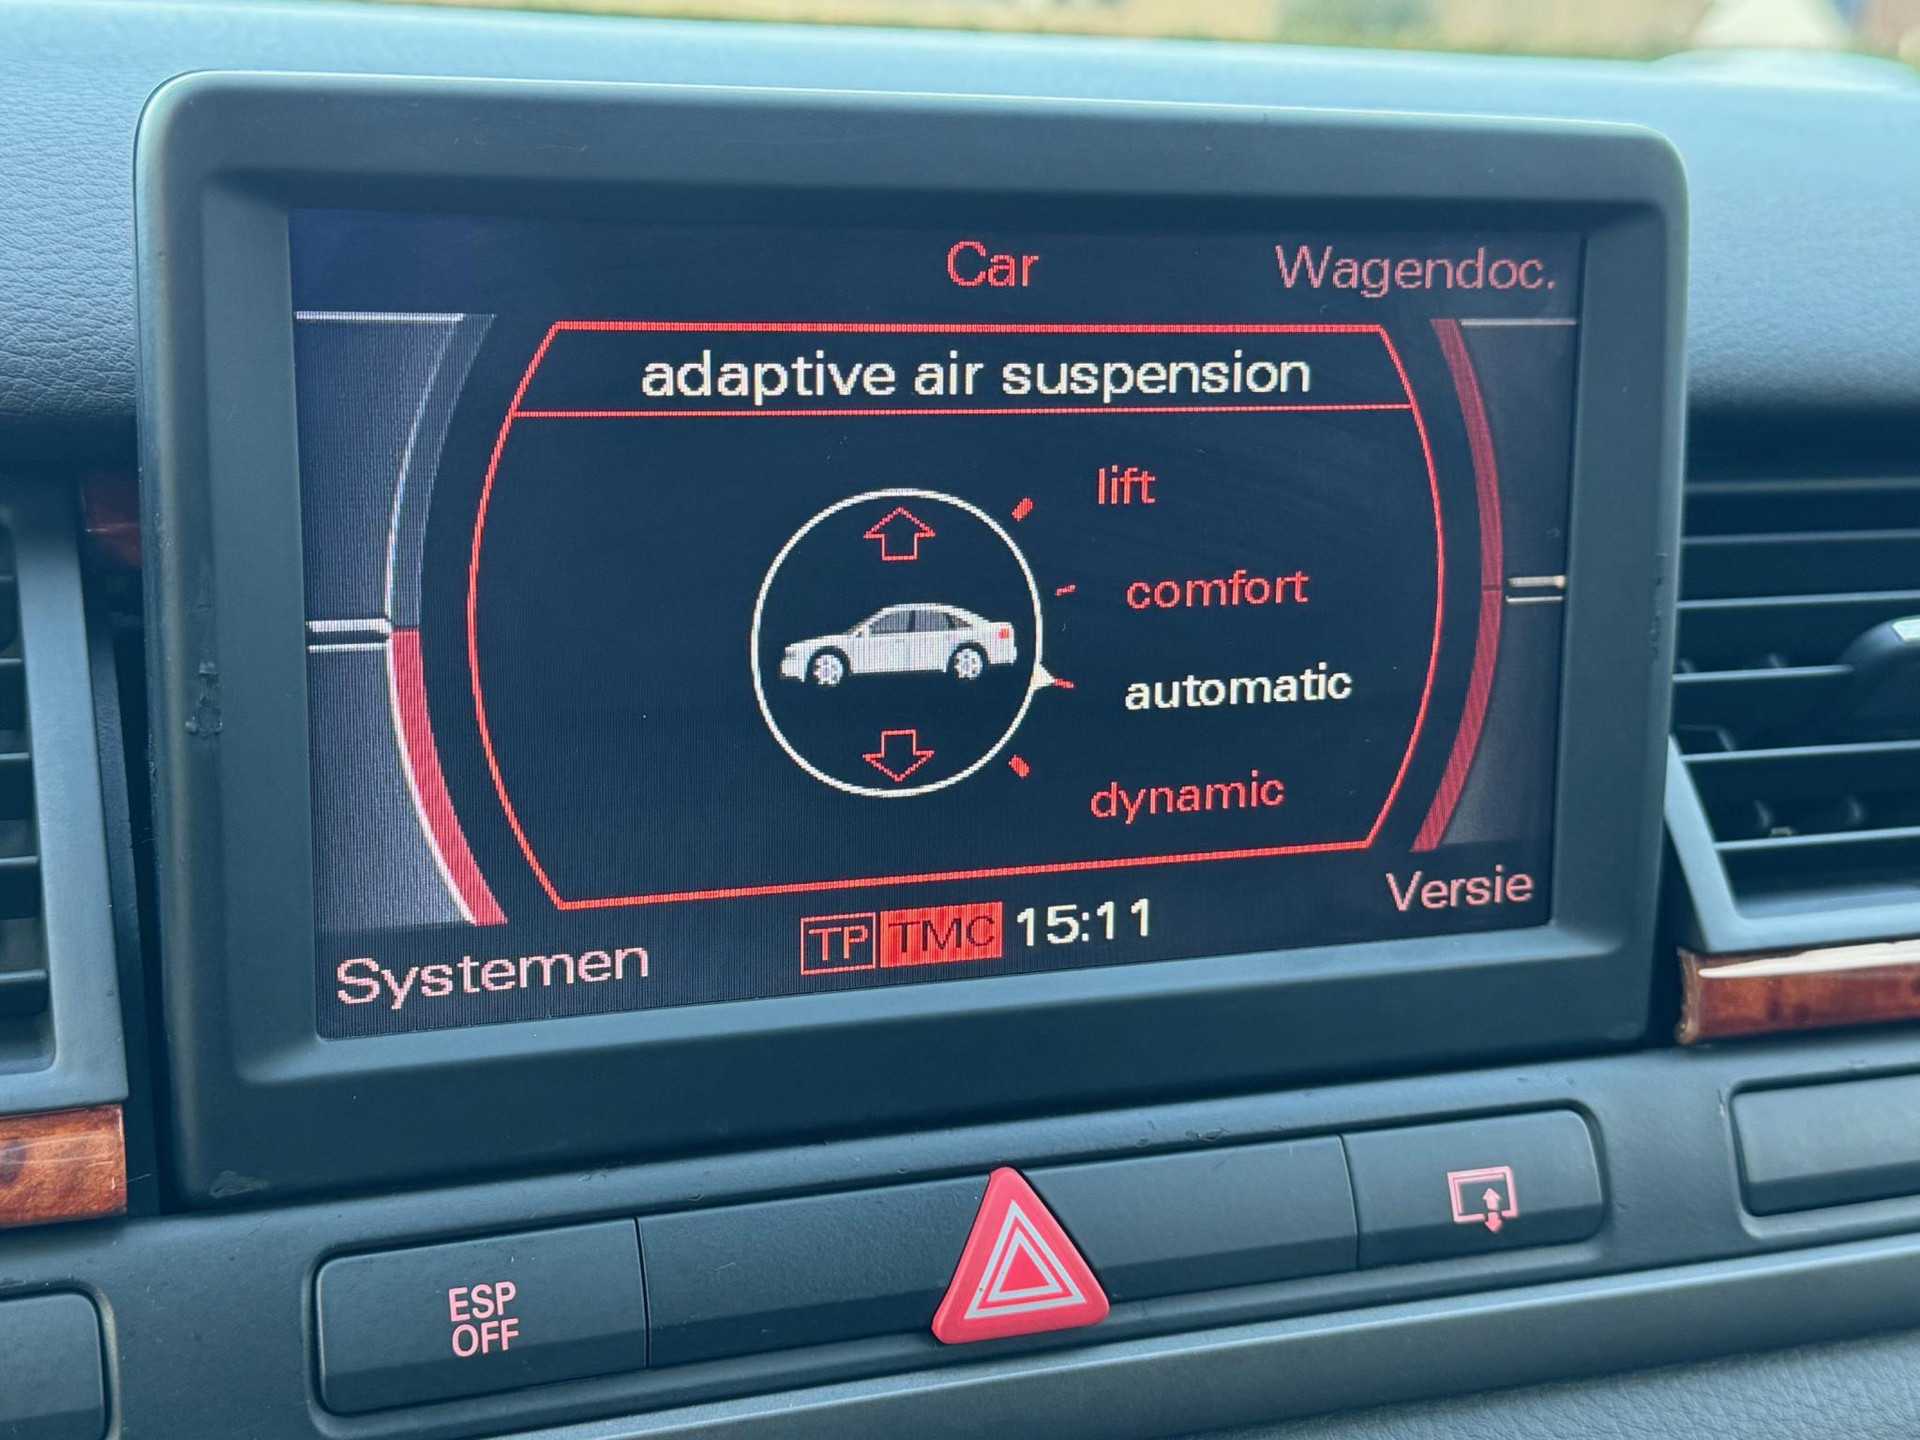 Car
Wagendoc.
adaptive air suspension
lift
comfort
automatic
dynamic
Versie
TP TMC 15:11
Systemen
ESP
OFF